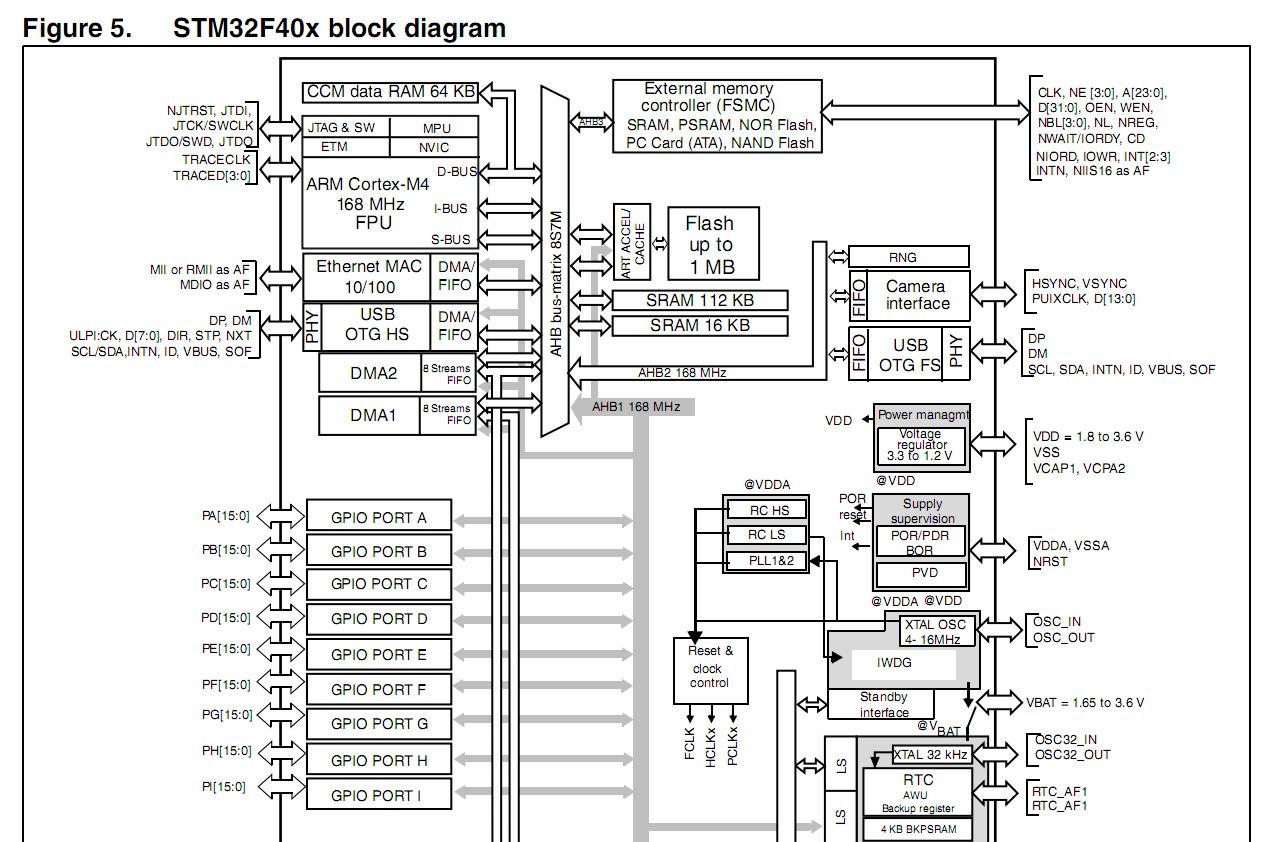 Figure 5. STM32F40x block diagram
NJTRST, JTDI,
JTCK/SWCLK
JTDO/SWD, JTDO
TRACECLK
TRACED[3:0]
CCM data RAM 64 KB
JTAG & SW
MPU
ETM
NVIC
D-BUS
ARM Cortex-M4
168 MHz
FPU
I-BUS
S-BUS
MII or RMII as AF
MDIO as AF
Ethernet MAC
10/100
DMA/
FIFO
DP, DM
ULPI:CK, D[7:0], DIR, STP, NXT
SCL/SDA,INTN, ID, VBUS, SOF
PHY
USB
OTG HS
DMA/
FIFO
DMA2
8 Streams
FIFO
DMA1
8 Streams
FIFO
AHB bus-matrix 8S7M
AHB3
External memory
controller (FSMC)
SRAM, PSRAM, NOR Flash,
PC Card (ATA), NAND Flash
CLK, NE [3:0], A[23:0],
D[31:0], OEN, WEN,
NBL[3:0], NL, NREG,
NWAIT/IORDY, CD
NIORD, IOWR, INT[2:3]
INTN, NIIS16 as AF
ART ACCEL/
CACHE
Flash
up to
1 MB
SRAM 112 KB
SRAM 16 KB
AHB2 168 MHz
AHB1 168 MHz
RNG
FIFO
Camera
interface
HSYNC, VSYNC
PUIXCLK, D[13:0]
FIFO
USB
OTG FS
PHY
DP
DM
SCL, SDA, INTN, ID, VBUS, SOF
VDD
Power managmt
Voltage
regulator
3.3 to 1.2 V
VDD = 1.8 to 3.6 V
VSS
VCAP1, VCPA2
@VDD
@VDDA
RC HS
RC LS
PLL1&2
POR
reset
Int
Supply
supervision
POR/PDR
BOR
PVD
VDDA, VSSA
NRST
@VDDA @VDD
XTAL OSC
4- 16MHz
OSC_IN
OSC_OUT
IWDG
Reset &
clock
control
FCLK
HCLKx
PCLKx
Standby
interface
VBAT = 1.65 to 3.6 V
@VBAT
LS
XTAL 32 kHz
OSC32_IN
OSC32_OUT
RTC
AWU
Backup register
RTC_AF1
RTC_AF1
LS
4 KB BKPSRAM
PA[15:0]
GPIO PORT A
PB[15:0]
GPIO PORT B
PC[15:0]
GPIO PORT C
PD[15:0]
GPIO PORT D
PE[15:0]
GPIO PORT E
PF[15:0]
GPIO PORT F
PG[15:0]
GPIO PORT G
PH[15:0]
GPIO PORT H
PI[15:0]
GPIO PORT I